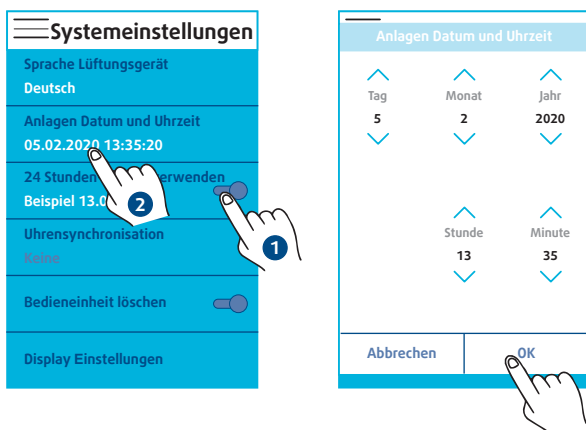 Systemeinstellungen
Sprache Lüftungsgerät
Deutsch
Anlagen Datum und Uhrzeit
05.02.2020 13:35:20
24 Stunden
Beispiel 13.0
Uhrensynchronisation
Keine
Bedieneinheit löschen
Display Einstellungen
2
1
Anlagen Datum und Uhrzeit
Tag Monat Jahr
5 2 2020
Stunde Minute
13 35
Abbrechen OK